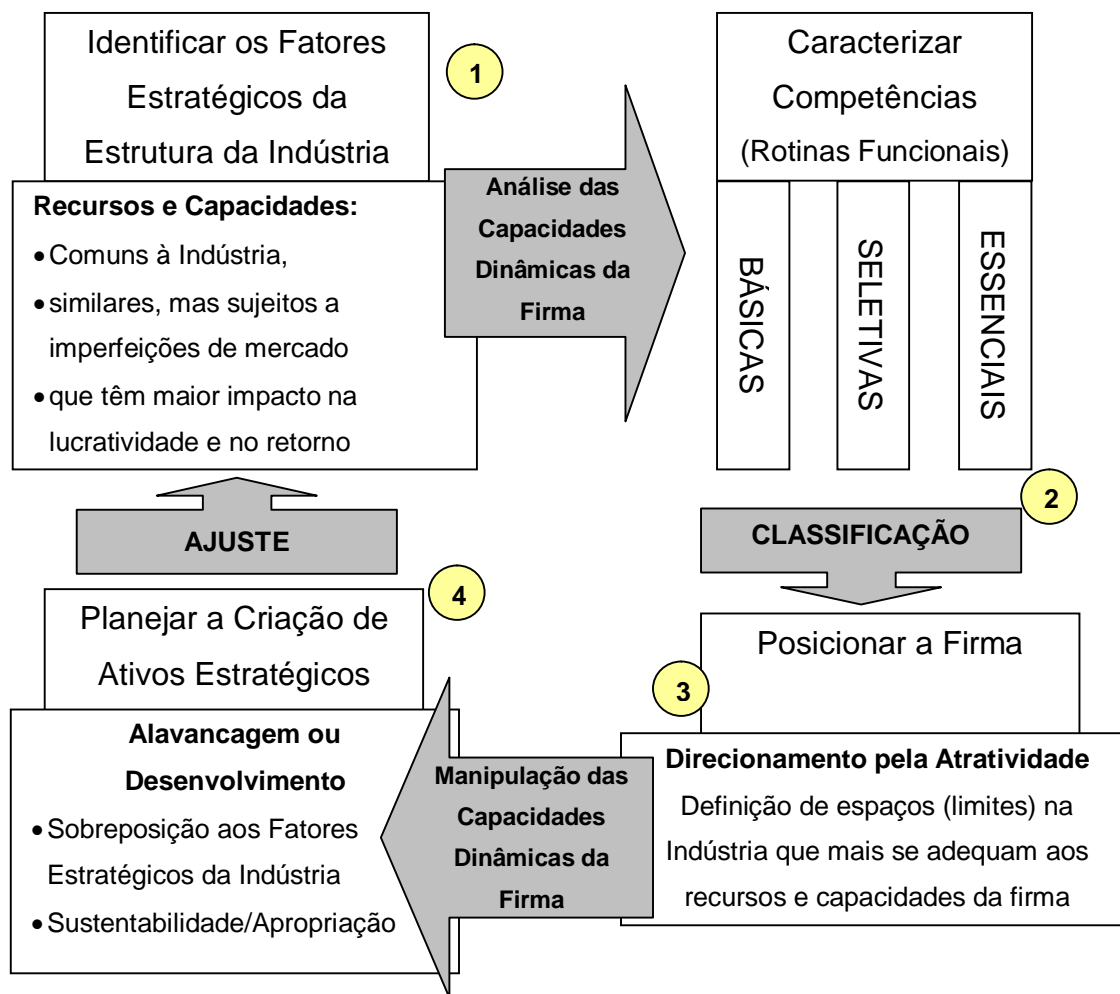 Identificar os Fatores
Estratégicos da
Estrutura da Indústria
1
Recursos e Capacidades:
• Comuns à Indústria,
• similares, mas sujeitos a
imperfeições de mercado
• que têm maior impacto na
lucratividade e no retorno
Análise das
Capacidades
Dinâmicas da
Firma
Caracterizar
Competências
(Rotinas Funcionais)
BÁSICAS
SELETIVAS
ESSENCIAIS
2
CLASSIFICAÇÃO
Posicionar a Firma
3
Direcionamento pela Atratividade
Definição de espaços (limites) na
Indústria que mais se adequam aos
recursos e capacidades da firma
Manipulação das
Capacidades
Dinâmicas da
Firma
4
Planejar a Criação de
Ativos Estratégicos
Alavancagem ou
Desenvolvimento
• Sobreposição aos Fatores
Estratégicos da Indústria
• Sustentabilidade/Apropriação
AJUSTE